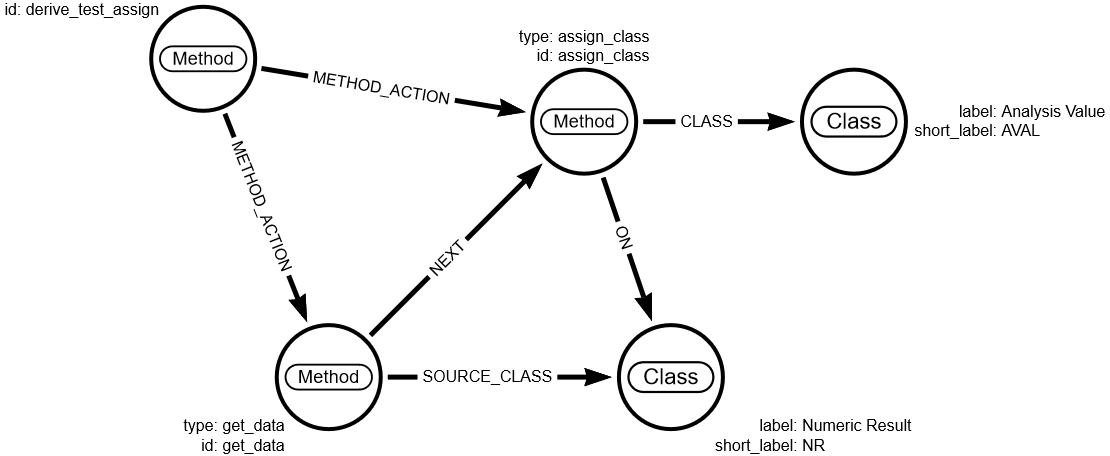 id: derive_test_assign
Method
type: assign_class
id: assign_class
METHOD_ACTION
Method
CLASS
Class
label: Analysis Value
short_label: AVAL
METHOD_ACTION
NEXT
ON
Method
SOURCE_CLASS
Class
type: get_data
id: get_data
label: Numeric Result
short_label: NR